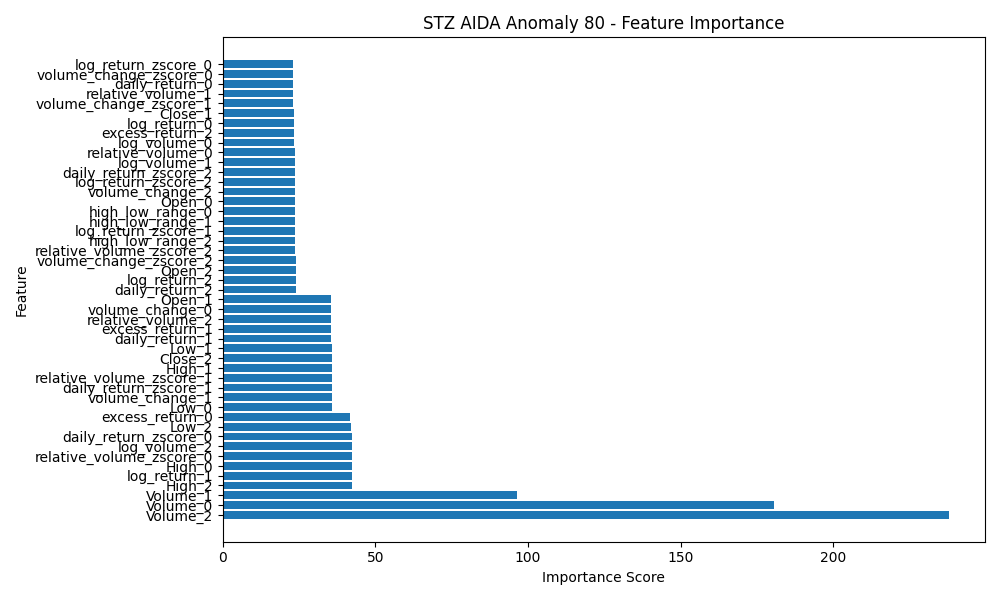 STZ AIDA Anomaly 80 - Feature Importance
log_return_zscore_0
volume_change_zscore_0
daily_return_0
relative_volume_1
volume_change_zscore_1
Close_1
log_return_0
excess_return_2
log_volume_0
relative_volume_0
log_volume_1
daily_return_zscore_2
log_return_zscore_2
volume_change_2
Open_0
high_low_range_0
high_low_range_1
log_return_zscore_1
high_low_range_2
relative_volume_zscore_2
volume_change_zscore_2
Open_2
log_return_2
daily_return_2
Open_1
volume_change_0
relative_volume_2
excess_return_1
daily_return_1
Low_1
Close_2
High_1
relative_volume_zscore_1
daily_return_zscore_1
volume_change_1
Low_0
excess_return_0
Low_2
daily_return_zscore_0
log_volume_2
relative_volume_zscore_0
High_0
log_return_1
High_2
Volume_1
Volume_0
Volume_2
Feature
0 50 100 150 200
Importance Score